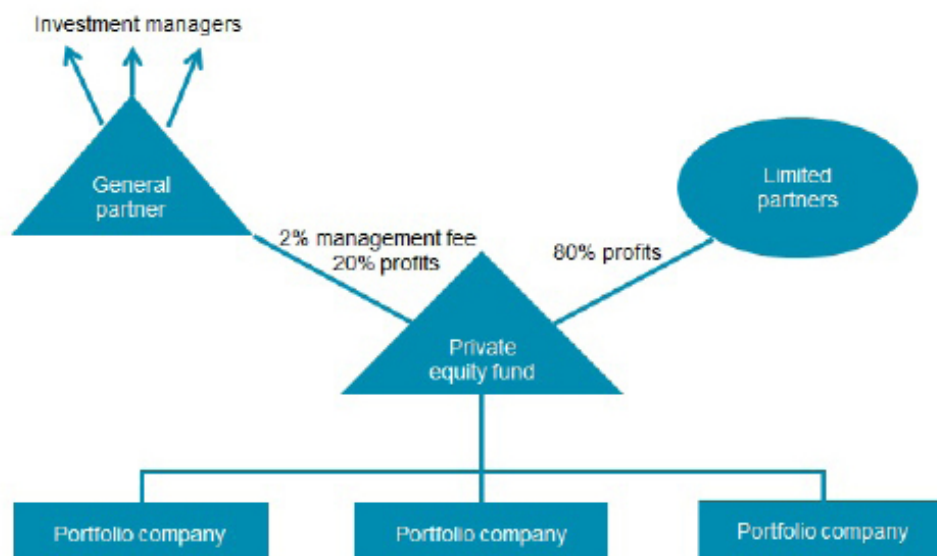 Investment managers
General
partner
Limited
partners
2% management fee
20% profits
80% profits
Private
equity fund
Portfolio company
Portfolio company
Portfolio company